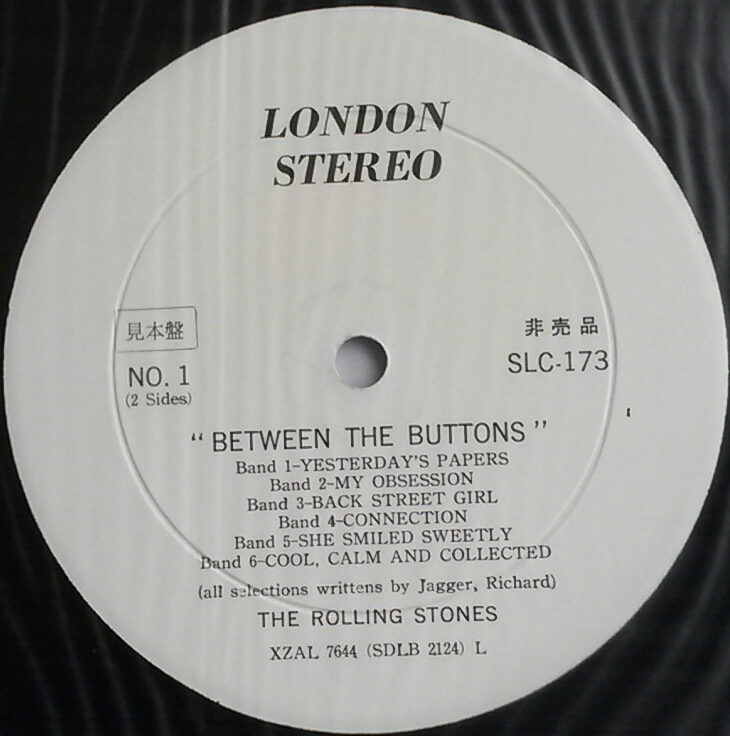 LONDON
STEREO
見本盤
非売品
NO. 1
SLC-173
(2 Sides)
“BETWEEN THE BUTTONS”
Band 1-YESTERDAY'S PAPERS
Band 2-MY OBSESSION
Band 3-BACK STREET GIRL
Band 4-CONNECTION
Band 5-SHE SMILED SWEETLY
Band 6-COOL, CALM AND COLLECTED
(all selections writtens by Jagger, Richard)
THE ROLLING STONES
XZAL 7644 (SDLB 2124) L